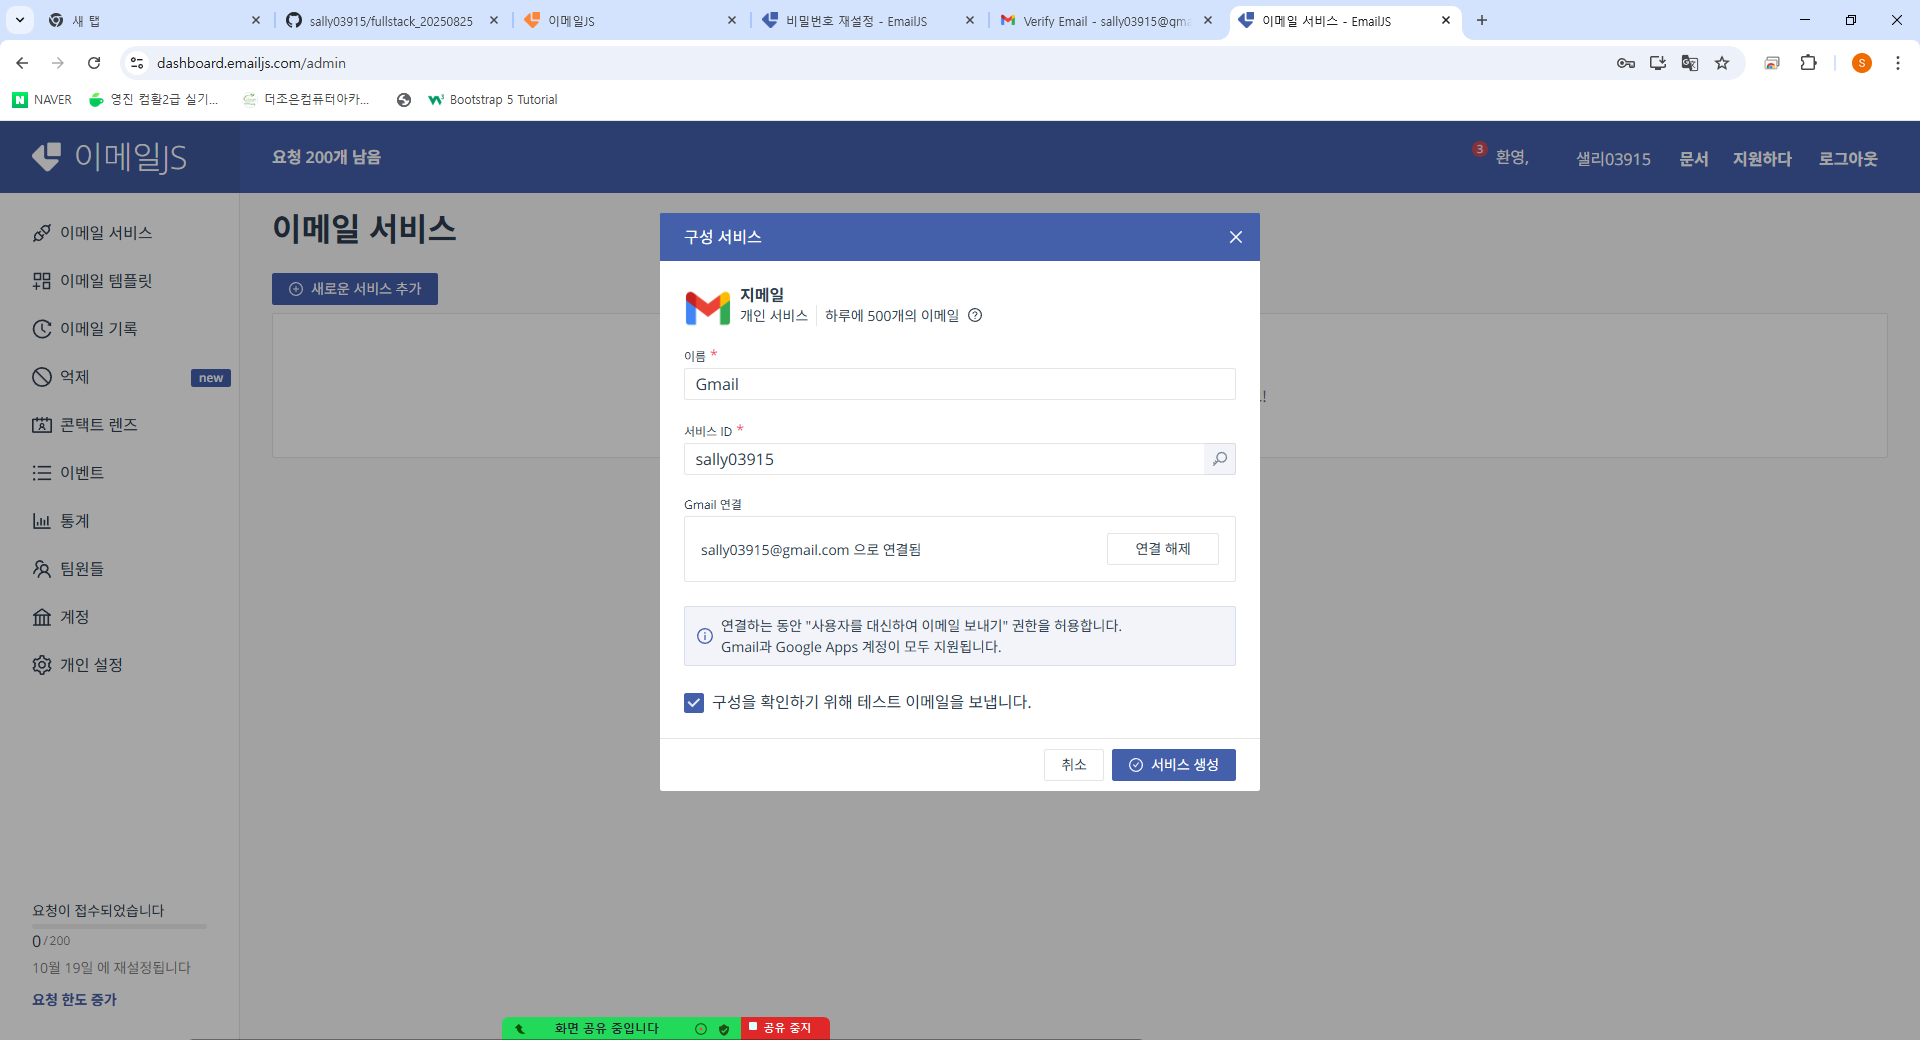 새 탭
sally03915/fullstack_20250825
이메일JS
비밀번호 재설정 - EmailJS
Verify Email - sally03915@gma
이메일 서비스 - EmailJS
dashboard.emailjs.com/admin
S
N NAVER
영진 컴활2급 실기...
더조은컴퓨터아카...
Bootstrap 5 Tutorial
이메일JS
요청 200개 남음
3
환영,
샐리03915
문서
지원하다
로그아웃
이메일 서비스
이메일 템플릿
이메일 기록
억제
new
콘택트 렌즈
이벤트
통계
팀원들
계정
개인 설정
요청이 접수되었습니다
0/200
10월 19일 에 재설정됩니다
요청 한도 증가
이메일 서비스
새로운 서비스 추가
구성 서비스
지메일
개인 서비스
하루에 500개의 이메일
이름 *
Gmail
서비스 ID *
sally03915
Gmail 연결
sally03915@gmail.com 으로 연결됨
연결 해제
연결하는 동안 "사용자를 대신하여 이메일 보내기" 권한을 허용합니다.
Gmail과 Google Apps 계정이 모두 지원됩니다.
구성을 확인하기 위해 테스트 이메일을 보냅니다.
취소
서비스 생성
화면 공유 중입니다
공유 중지